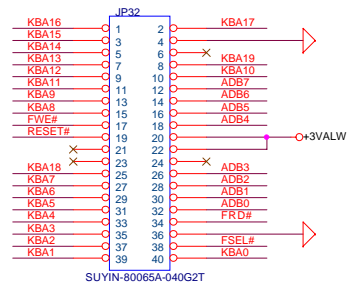 JP32
KBA16 1 2 KBA17
KBA15 3 4
KBA14 5 6
KBA13 7 8 KBA19
KBA12 9 10 KBA10
KBA11 11 12 ADB7
KBA9 13 14 ADB6
KBA8 15 16 ADB5
FWE# 17 18 ADB4
RESET# 19 20 +3VALW
21 22
23 24
KBA18 25 26 ADB3
KBA7 27 28 ADB2
KBA6 29 30 ADB1
KBA5 31 32 ADB0
KBA4 33 34 FRD#
KBA3 35 36
KBA2 37 38 FSEL#
KBA1 39 40 KBA0
SUYIN-80065A-040G2T